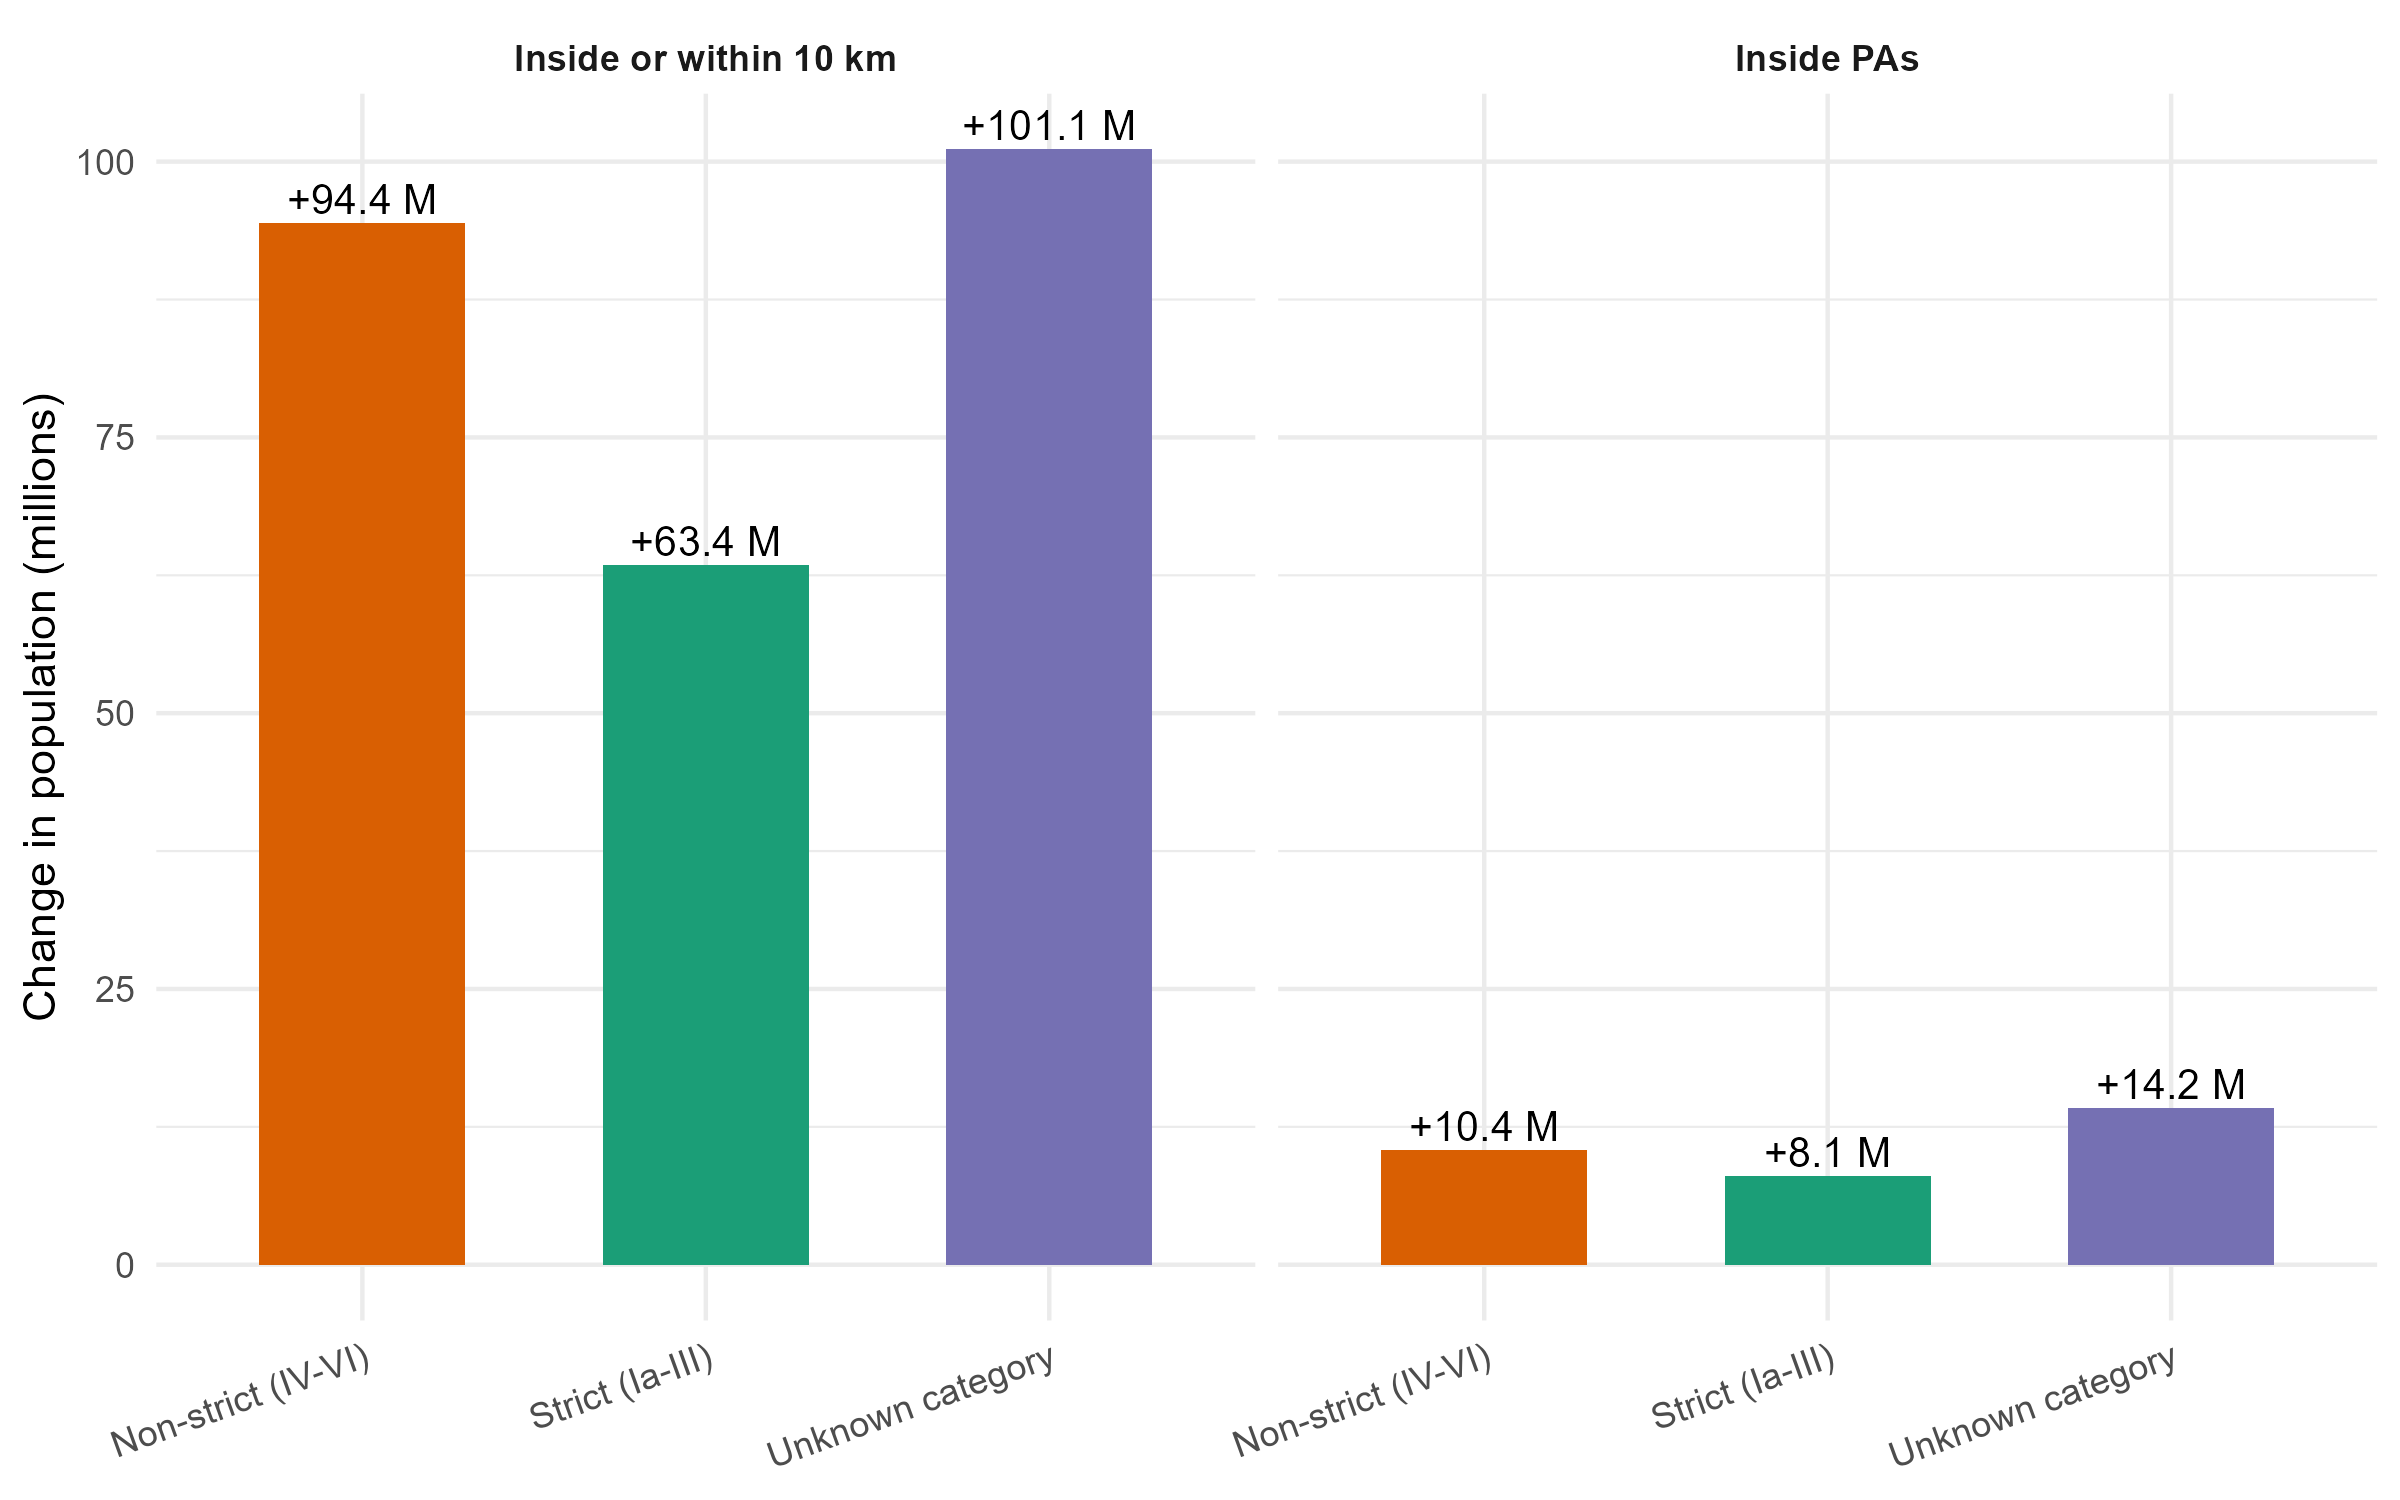 Inside or within 10 km
Inside PAs
Change in population (millions)
100
75
50
25
0
+94.4 M
+63.4 M
+101.1 M
+10.4 M
+8.1 M
+14.2 M
Non-strict (IV-VI)
Strict (Ia-III)
Unknown category
Non-strict (IV-VI)
Strict (Ia-III)
Unknown category